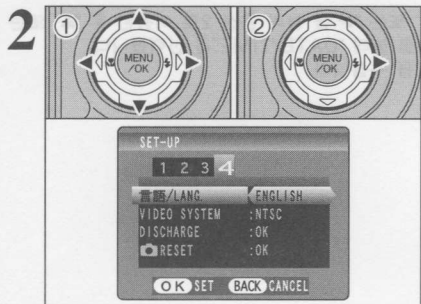 2
① ②
MENU /OK MENU /OK
SET-UP
1 2 3 4
言語/LANG. ENGLISH
VIDEO SYSTEM :NTSC
DISCHARGE :OK
RESET :OK
OK SET BACK CANCEL